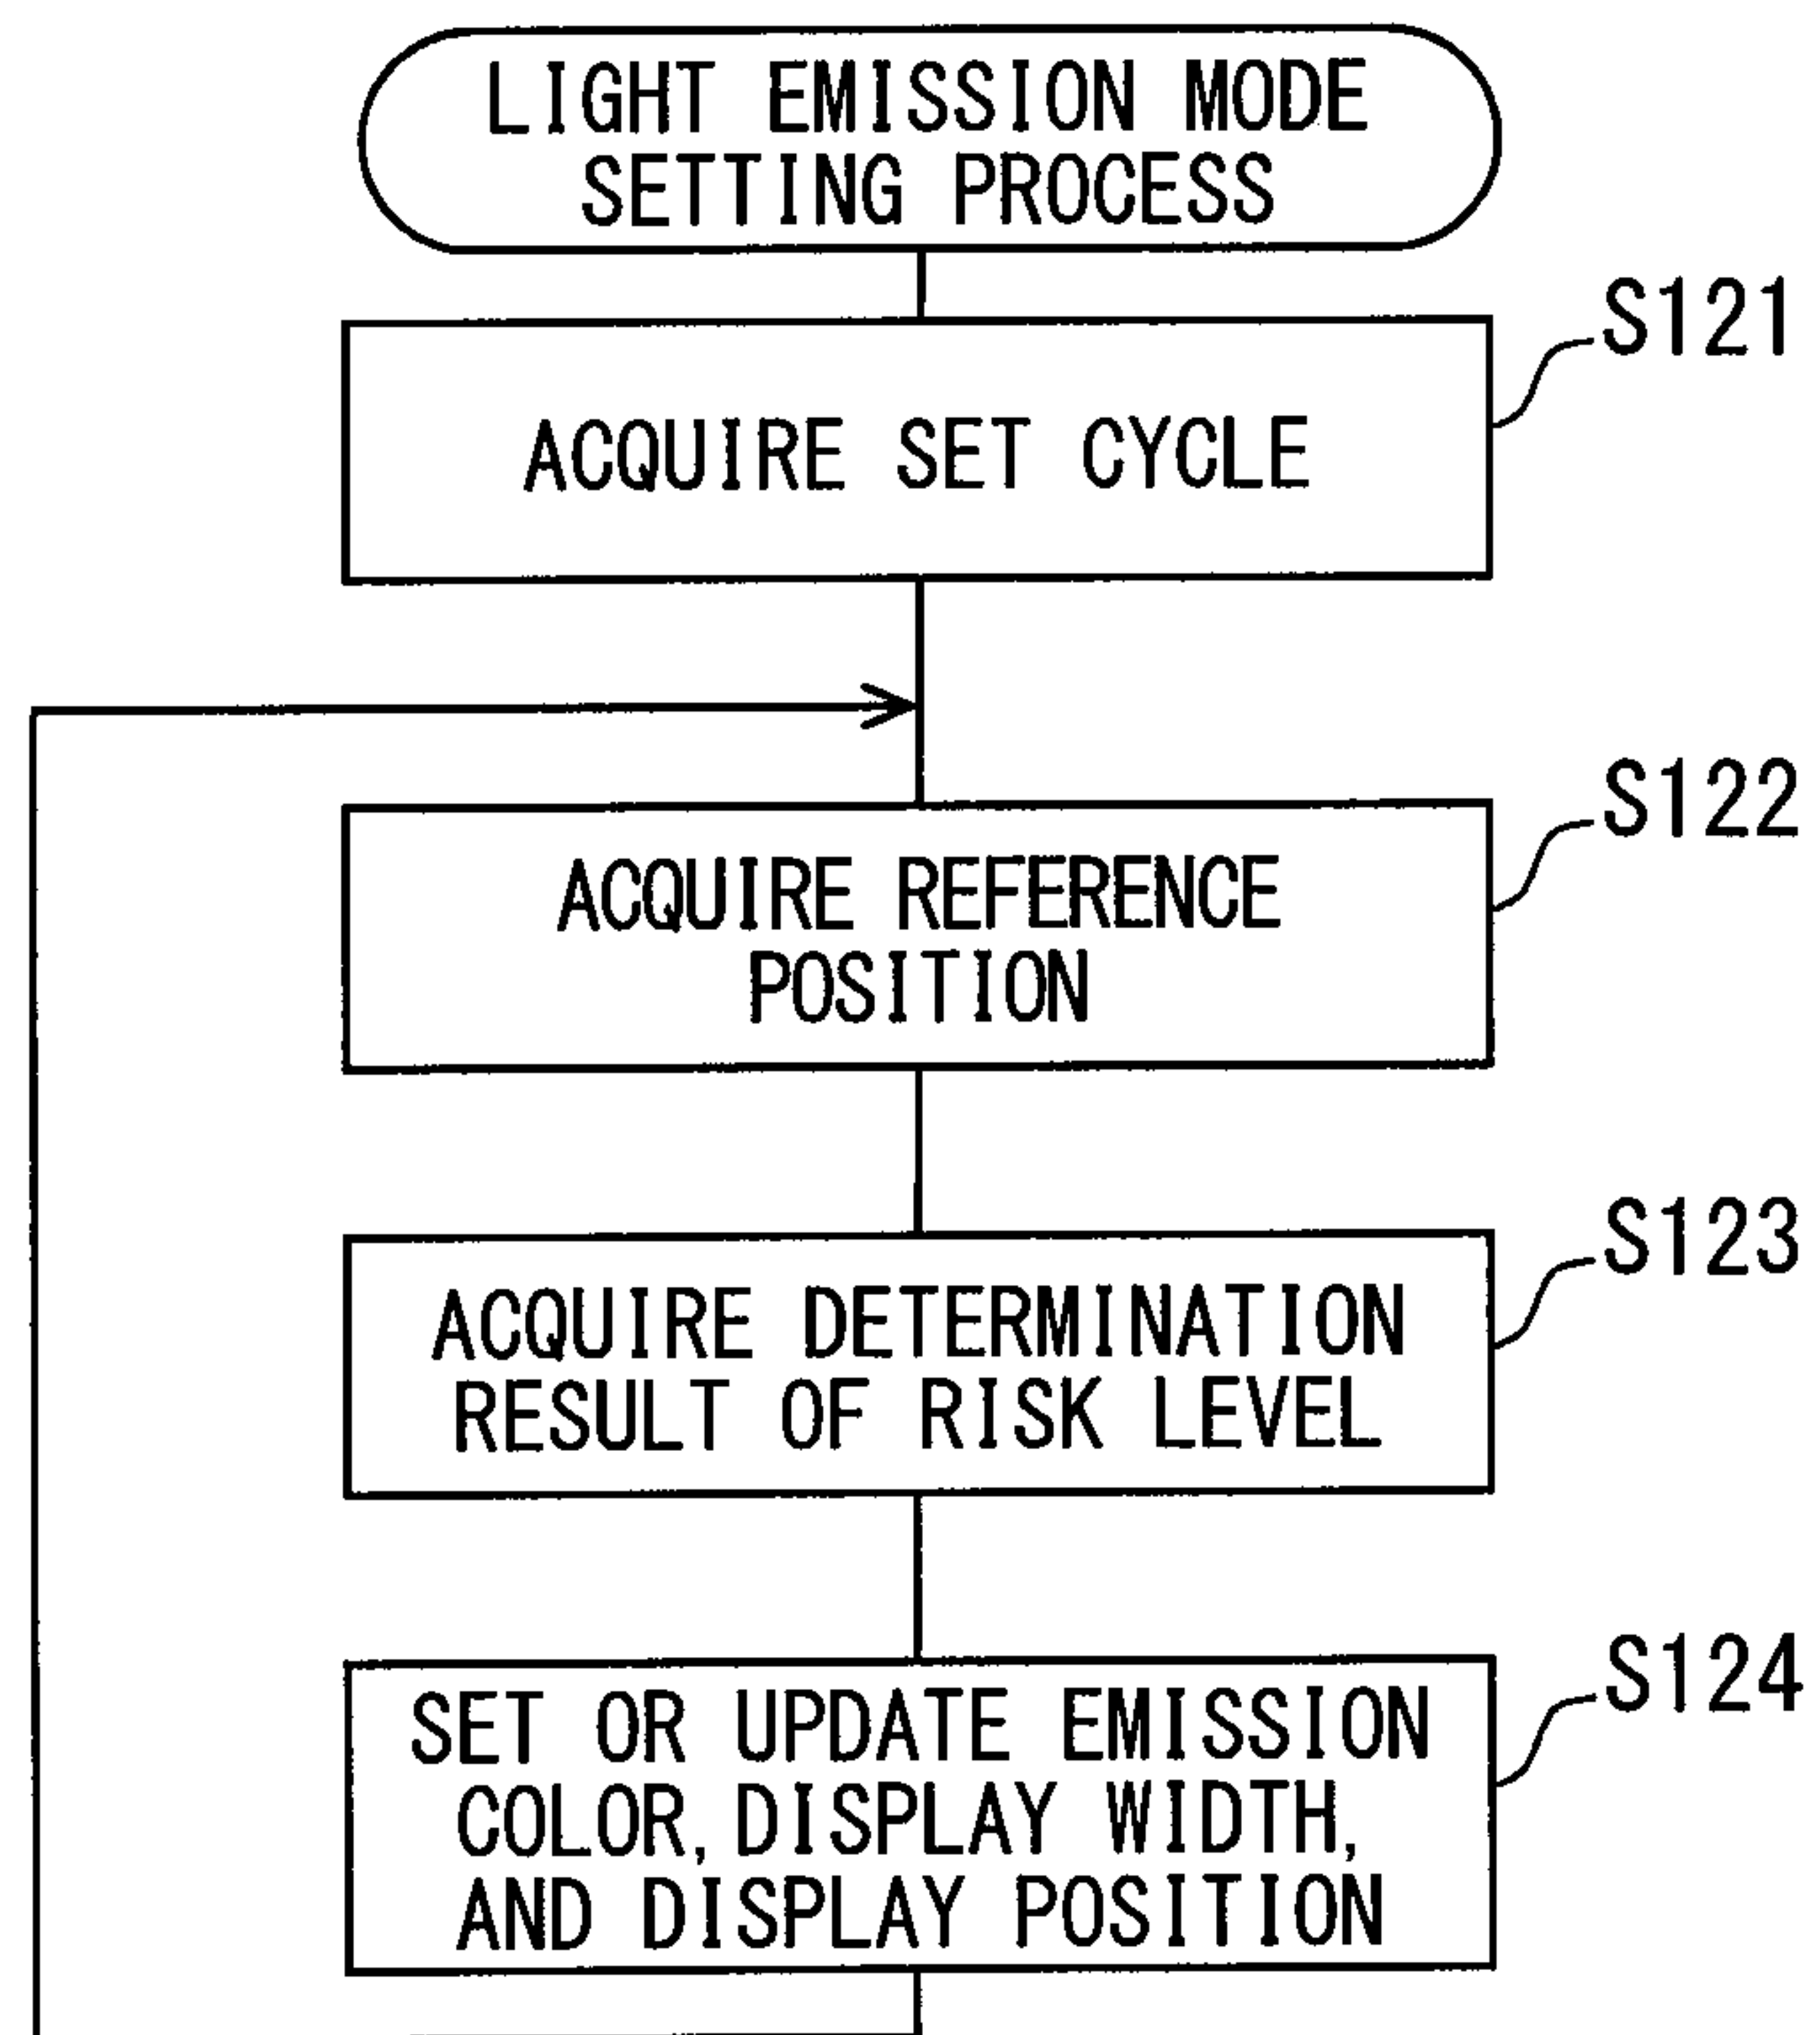 LIGHT EMISSION MODE
SETTING PROCESS
S121
ACQUIRE SET CYCLE
S122
ACQUIRE REFERENCE
POSITION
S123
ACQUIRE DETERMINATION
RESULT OF RISK LEVEL
S124
SET OR UPDATE EMISSION
COLOR, DISPLAY WIDTH,
AND DISPLAY POSITION